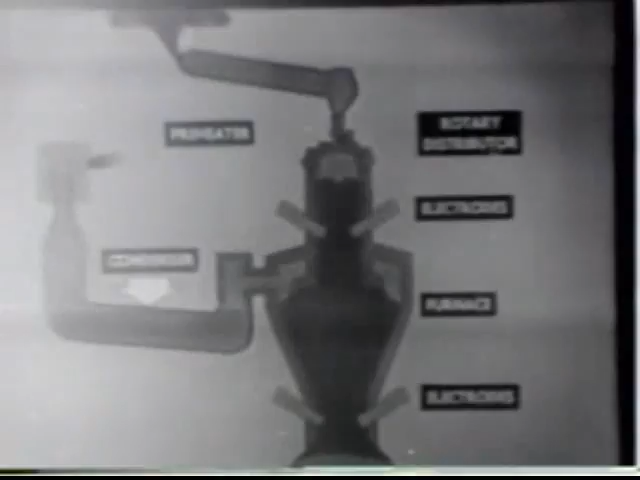 PREHEATER
ROTARY
DISTRIBUTOR
ELECTRODES
CONDENSER
FURNACE
ELECTRODES